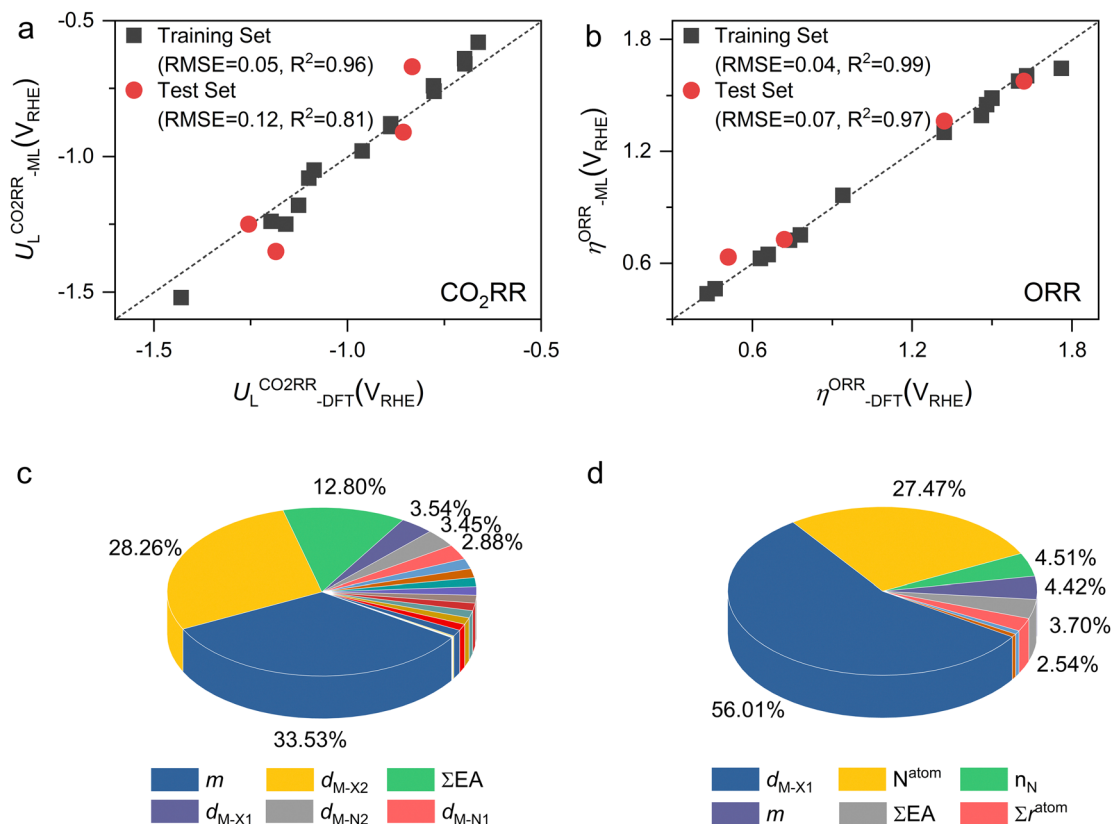 a
Training Set
(RMSE=0.05, R²=0.96)
Test Set
(RMSE=0.12, R²=0.81)
-0.5
-1.0
-1.5
U_L^CO2RR_-ML(V_RHE)
CO₂RR
-1.5 -1.0 -0.5
U_L^CO2RR_-DFT(V_RHE)
b
Training Set
(RMSE=0.04, R²=0.99)
Test Set
(RMSE=0.07, R²=0.97)
1.8
1.2
0.6
η^ORR_-ML(V_RHE)
ORR
0.6 1.2 1.8
η^ORR_-DFT(V_RHE)
c
12.80%
3.54%
3.45%
2.88%
28.26%
33.53%
m d_M-X2 ΣEA
d_M-X1 d_M-N2 d_M-N1
d
27.47%
4.51%
4.42%
3.70%
2.54%
56.01%
d_M-X1 N^atom n_N
m ΣEA Σr^atom